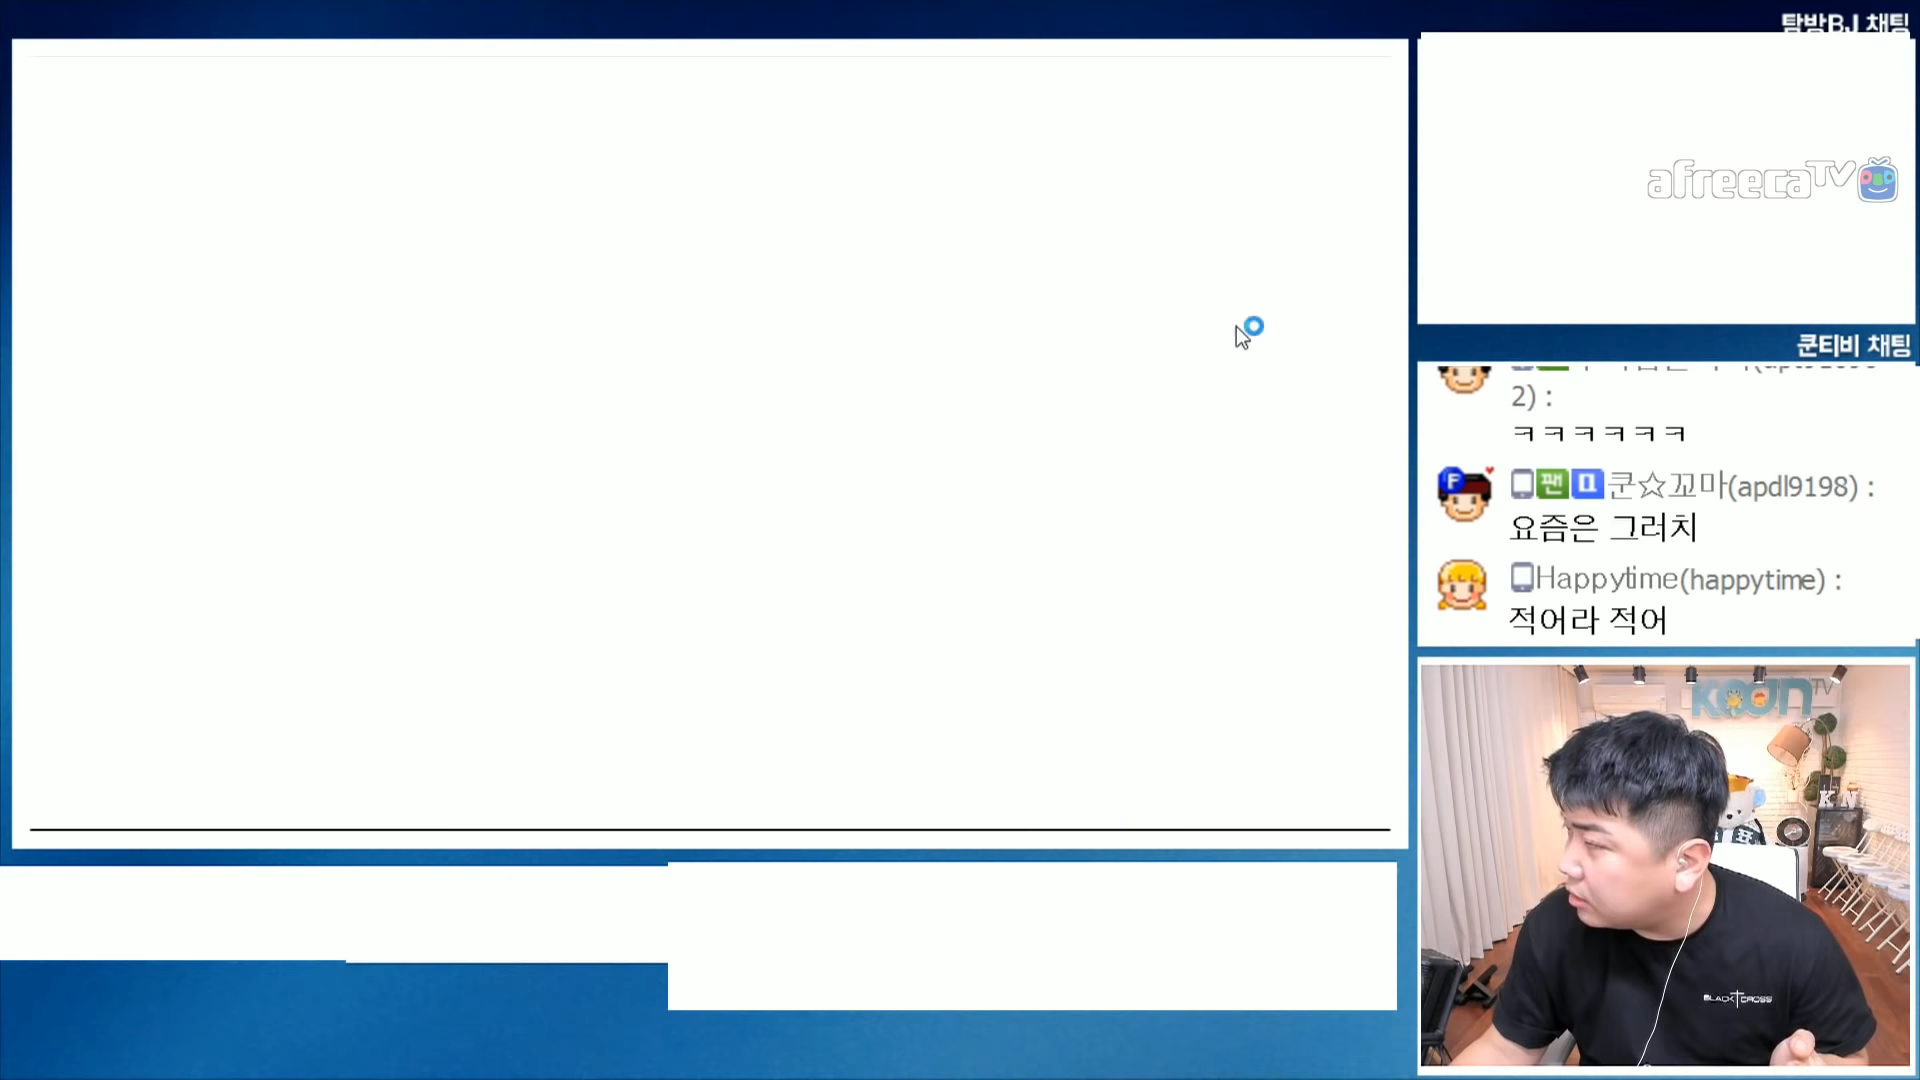 탐방BJ 채팅
afreecaTV
쿤티비 채팅
2) :
ㅋㅋㅋㅋㅋㅋ
팬 쿤☆꼬마(apdl9198) :
요즘은 그러치
Happytime(happytime) :
적어라 적어
KOON TV
K N
BLACK CROSS